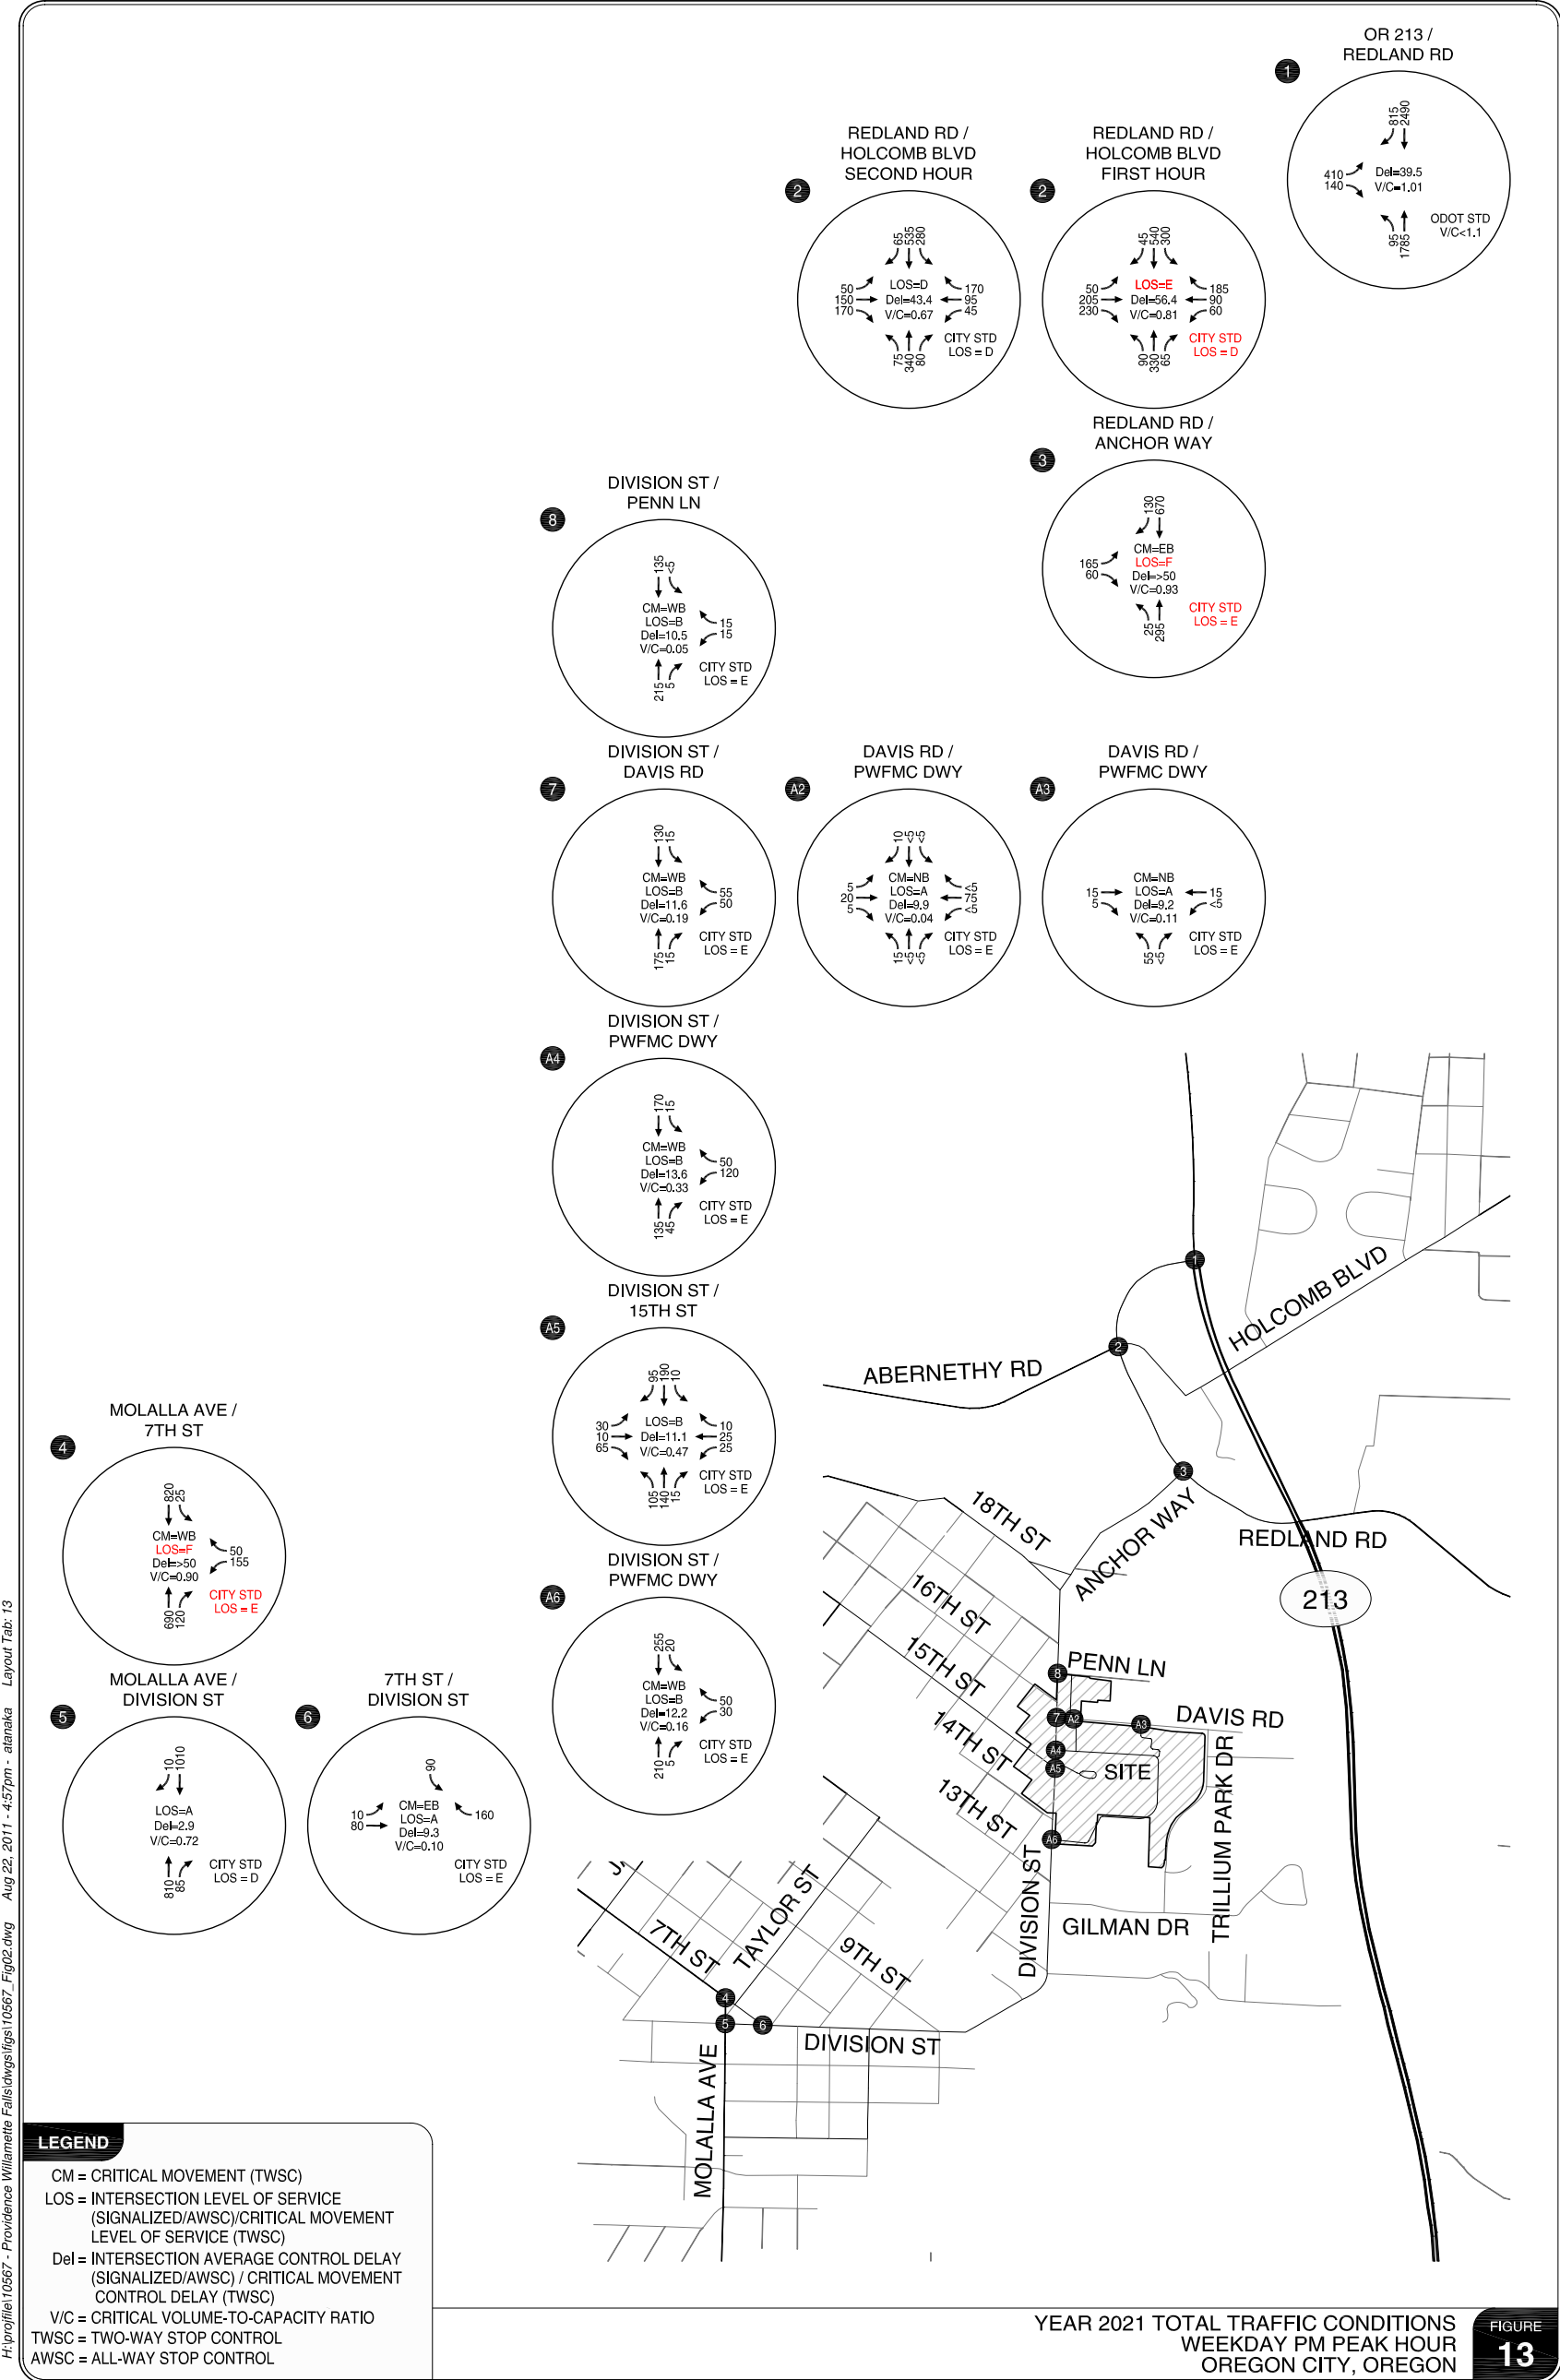 OR 213 /
REDLAND RD
1
815
2490
410
140
Del=39.5
V/C=1.01
95
1785
ODOT STD
V/C<1.1
REDLAND RD /
HOLCOMB BLVD
SECOND HOUR
2
65
535
280
50
150
170
LOS=D
Del=43.4
V/C=0.67
170
95
45
75
340
80
CITY STD
LOS = D
REDLAND RD /
HOLCOMB BLVD
FIRST HOUR
2
45
540
300
50
205
230
LOS=E
Del=56.4
V/C=0.81
185
90
60
90
330
65
CITY STD
LOS = D
REDLAND RD /
ANCHOR WAY
3
130
670
165
60
CM=EB
LOS=F
Del=>50
V/C=0.93
25
295
CITY STD
LOS = E
DIVISION ST /
PENN LN
8
135
<5
CM=WB
LOS=B
Del=10.5
V/C=0.05
15
15
215
5
CITY STD
LOS = E
DIVISION ST /
DAVIS RD
7
130
15
CM=WB
LOS=B
Del=11.6
V/C=0.19
55
50
175
15
CITY STD
LOS = E
DAVIS RD /
PWFMC DWY
A2
10
<5
<5
5
20
5
CM=NB
LOS=A
Del=9.9
V/C=0.04
<5
75
<5
15
<5
<5
CITY STD
LOS = E
DAVIS RD /
PWFMC DWY
A3
15
5
CM=NB
LOS=A
Del=9.2
V/C=0.11
15
<5
55
<5
CITY STD
LOS = E
DIVISION ST /
PWFMC DWY
A4
170
15
CM=WB
LOS=B
Del=13.6
V/C=0.33
50
120
135
45
CITY STD
LOS = E
DIVISION ST /
15TH ST
A5
95
190
10
30
10
65
LOS=B
Del=11.1
V/C=0.47
10
25
25
105
140
15
CITY STD
LOS = E
MOLALLA AVE /
7TH ST
4
820
25
CM=WB
LOS=F
Del=>50
V/C=0.90
50
155
690
120
CITY STD
LOS = E
DIVISION ST /
PWFMC DWY
A6
255
20
CM=WB
LOS=B
Del=12.2
V/C=0.16
50
30
210
5
CITY STD
LOS = E
MOLALLA AVE /
DIVISION ST
5
10
1010
LOS=A
Del=2.9
V/C=0.72
810
85
CITY STD
LOS = D
7TH ST /
DIVISION ST
6
90
10
80
CM=EB
LOS=A
Del=9.3
V/C=0.10
160
CITY STD
LOS = E
1
HOLCOMB BLVD
2
ABERNETHY RD
3
18TH ST
ANCHOR WAY
REDLAND RD
213
16TH ST
15TH ST
8
PENN LN
7
A2
A3
DAVIS RD
14TH ST
A4
A5
SITE
13TH ST
A6
TRILLIUM PARK DR
DIVISION ST
GILMAN DR
TAYLOR ST
7TH ST
9TH ST
4
5
6
DIVISION ST
MOLALLA AVE
LEGEND
CM = CRITICAL MOVEMENT (TWSC)
LOS = INTERSECTION LEVEL OF SERVICE
(SIGNALIZED/AWSC)/CRITICAL MOVEMENT
LEVEL OF SERVICE (TWSC)
Del = INTERSECTION AVERAGE CONTROL DELAY
(SIGNALIZED/AWSC) / CRITICAL MOVEMENT
CONTROL DELAY (TWSC)
V/C = CRITICAL VOLUME-TO-CAPACITY RATIO
TWSC = TWO-WAY STOP CONTROL
AWSC = ALL-WAY STOP CONTROL
YEAR 2021 TOTAL TRAFFIC CONDITIONS
WEEKDAY PM PEAK HOUR
OREGON CITY, OREGON
FIGURE
13
H:\projfile\10567 - Providence Willamette Falls\dwgs\figs\10567_Fig02.dwg Aug 22, 2011 - 4:57pm - atanaka Layout Tab: 13